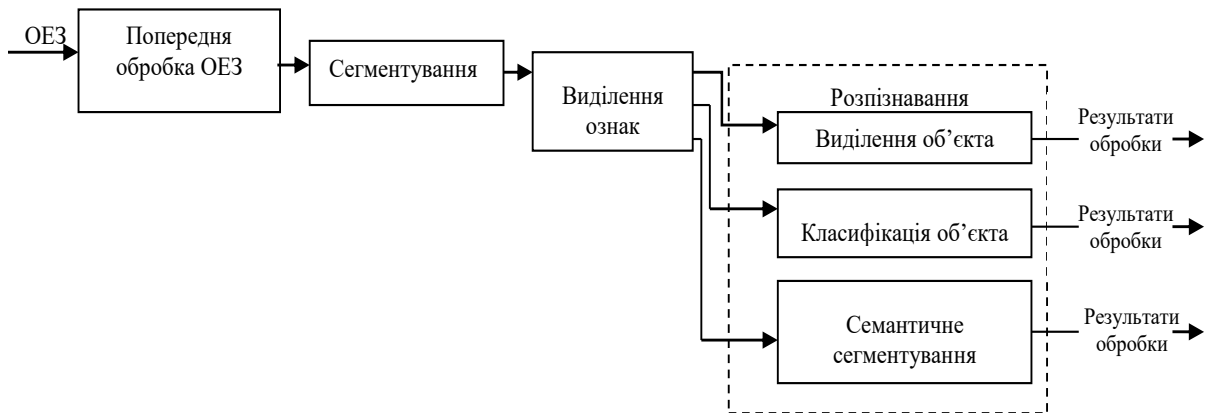 ОЕЗ
Попередня
обробка ОЕЗ
Сегментування
Виділення
ознак
Розпізнавання
Виділення об’єкта
Результати
обробки
Класифікація об’єкта
Результати
обробки
Семантичне
сегментування
Результати
обробки